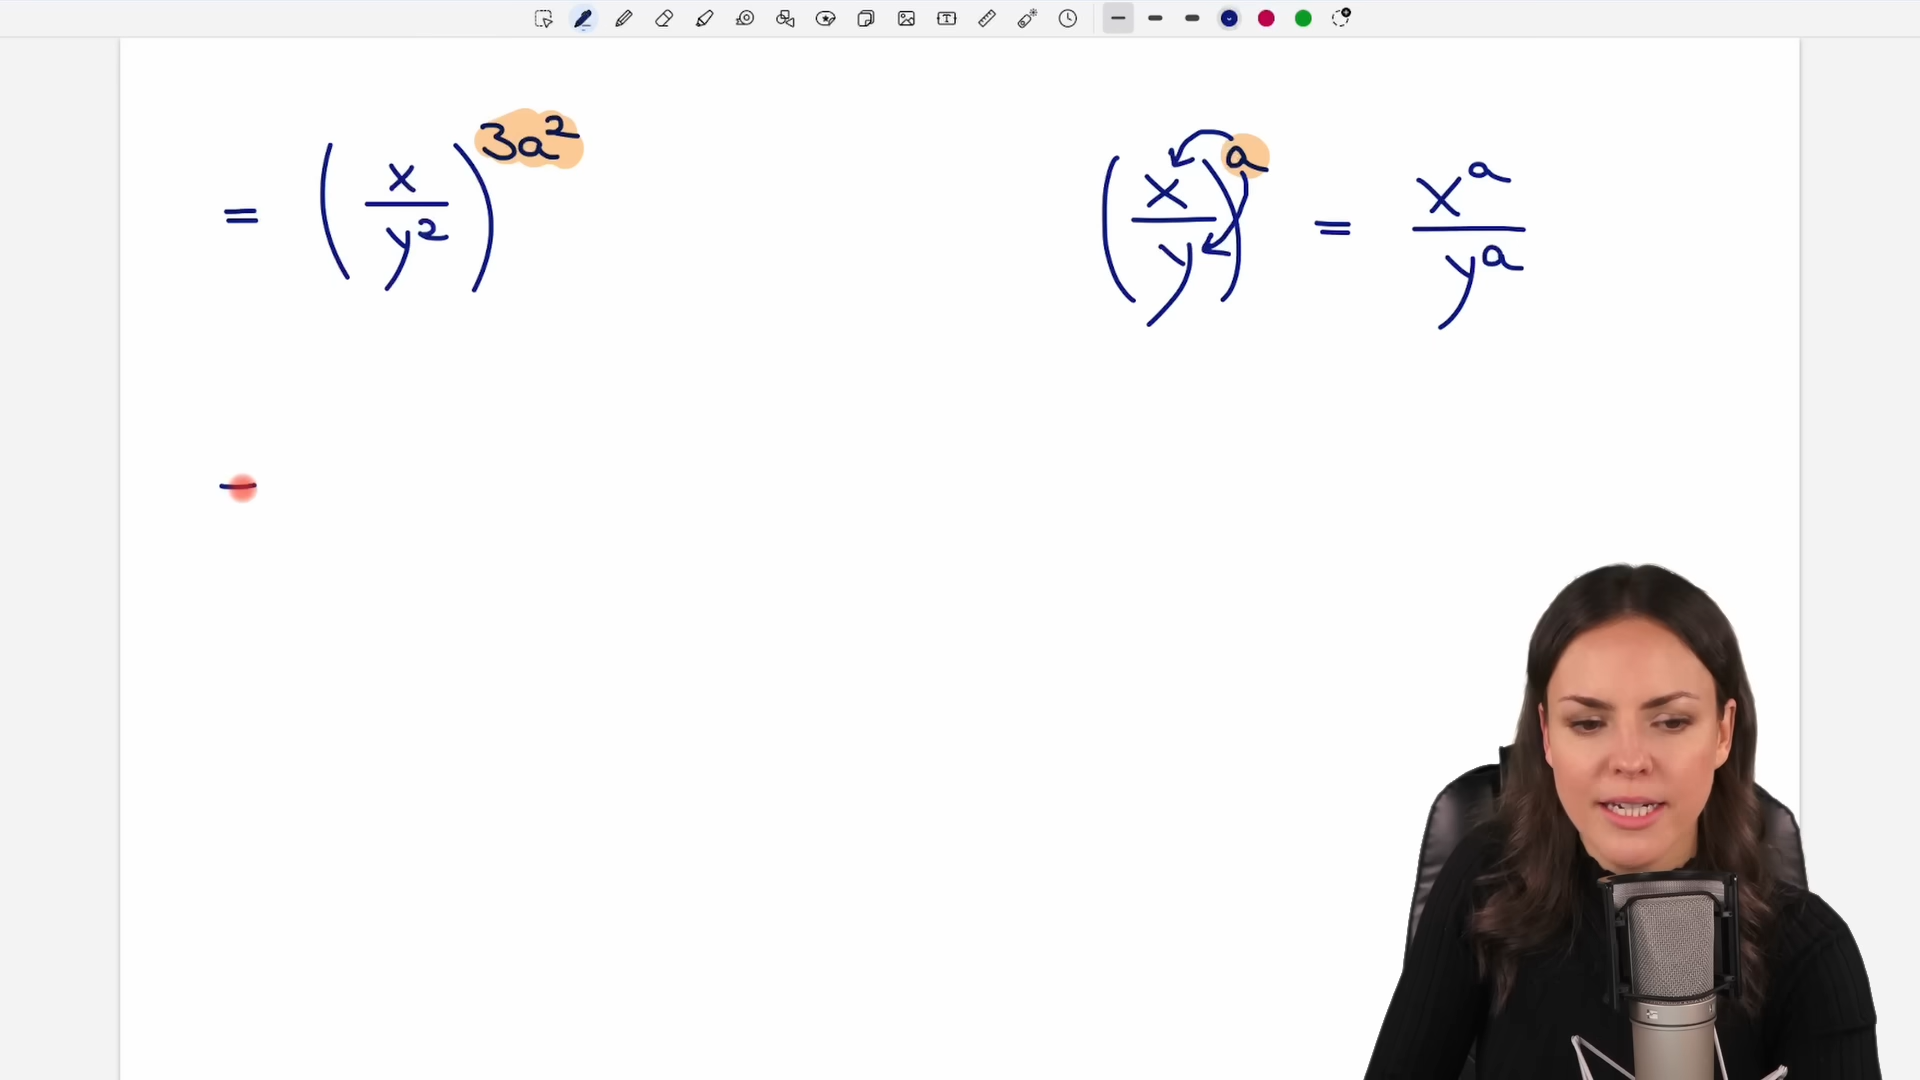 = (x/y²)^3a²
(x/y)^a = x^a/y^a